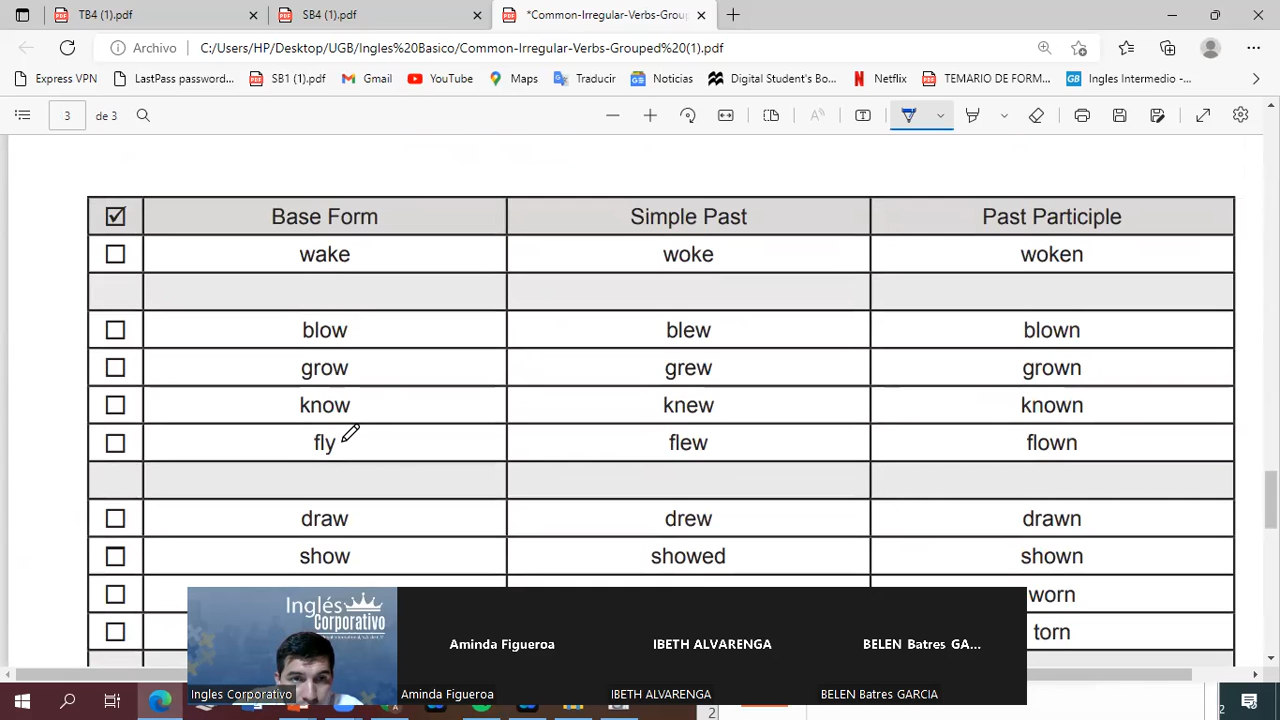 TB4 (1).pdf
SB4 (1).pdf
*Common-Irregular-Verbs-Grou
Archivo C:/Users/HP/Desktop/UGB/Ingles%20Basico/Common-Irregular-Verbs-Grouped%20(1).pdf
Express VPN LastPass password... SB1 (1).pdf Gmail YouTube Maps Traducir Noticias Digital Student's Bo... Netflix TEMARIO DE FORM... Ingles Intermedio -...
3 de 3
Base Form Simple Past Past Participle
wake woke woken
blow blew blown
grow grew grown
know knew known
fly flew flown
draw drew drawn
show showed shown
worn
torn
Inglés
Corporativo
Aminda Figueroa IBETH ALVARENGA BELEN Batres GA...
Ingles Corporativo Aminda Figueroa IBETH ALVARENGA BELEN Batres GARCIA
2 2